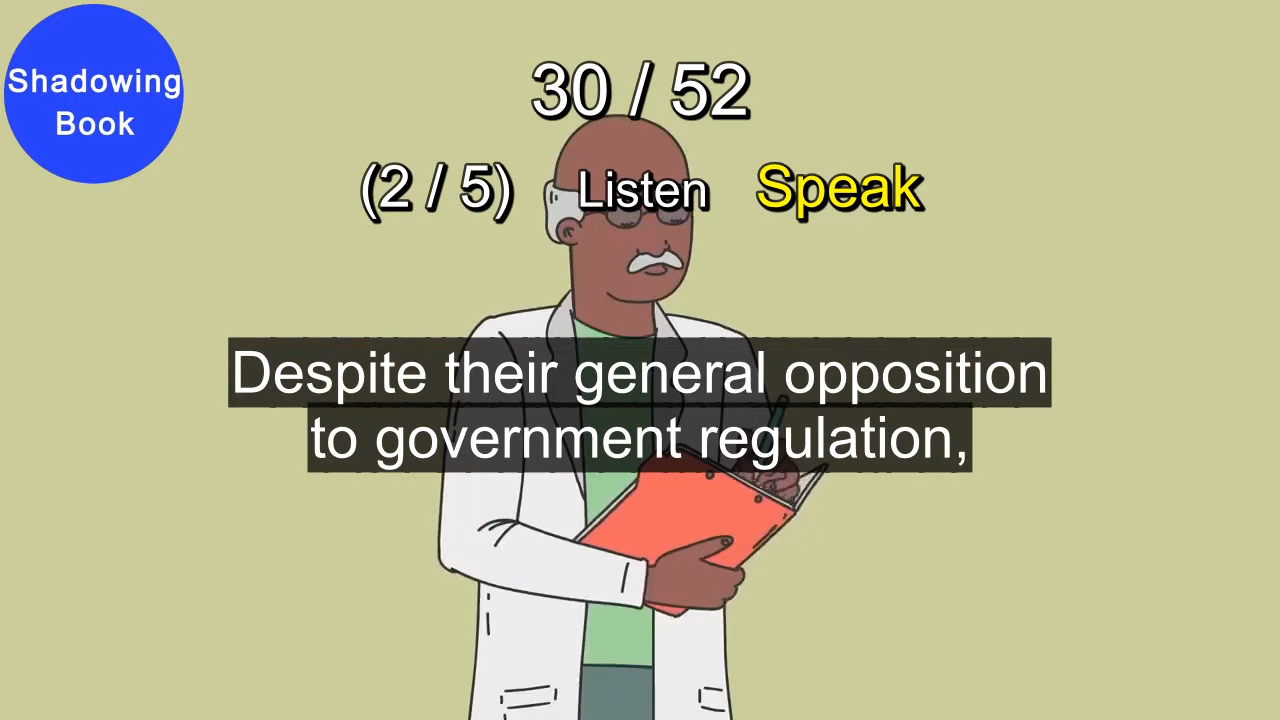 Shadowing
Book
30 / 52
(2 / 5) Listen Speak
Despite their general opposition
to government regulation,